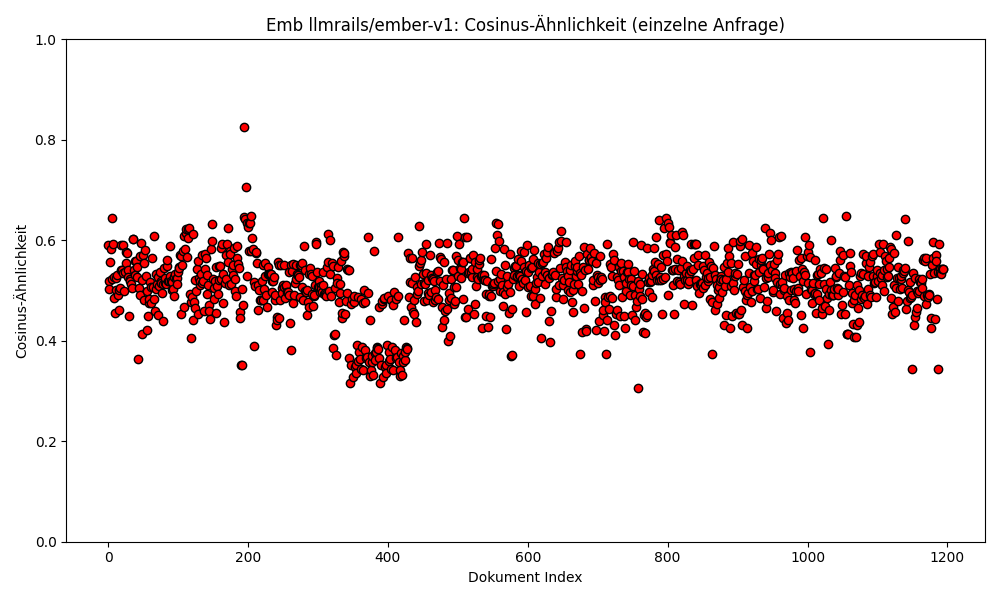 Emb llmrails/ember-v1: Cosinus-Ähnlichkeit (einzelne Anfrage)
1.0
0.8
0.6
0.4
0.2
0.0
Cosinus-Ähnlichkeit
0 200 400 600 800 1000 1200
Dokument Index